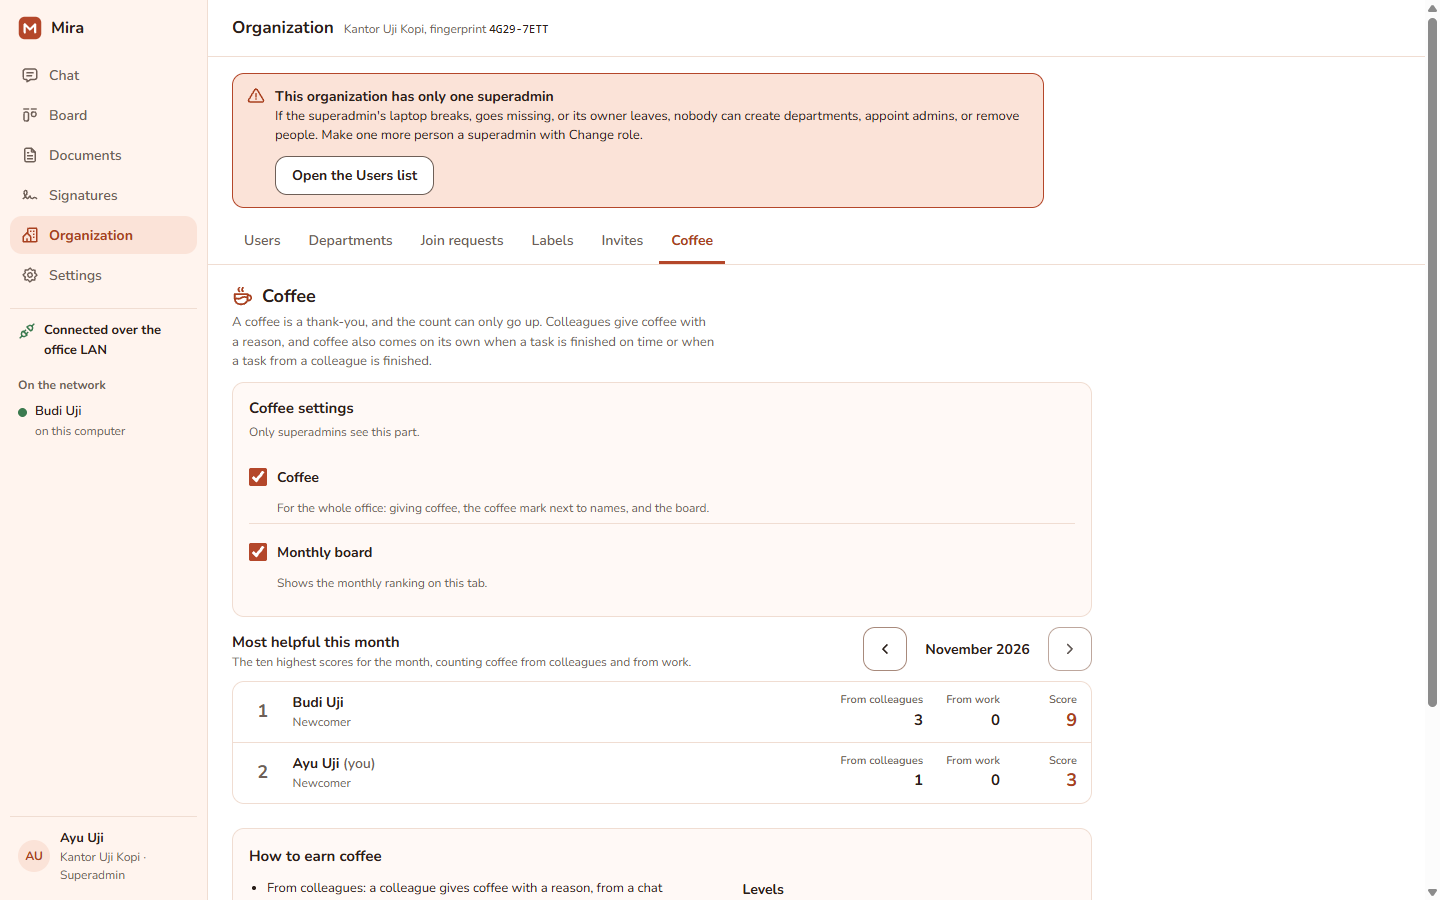 Mira
Chat
Board
Documents
Signatures
Organization
Settings
Connected over the
office LAN
On the network
Budi Uji
on this computer
AU
Ayu Uji
Kantor Uji Kopi ·
Superadmin
Organization
Kantor Uji Kopi, fingerprint 4G29-7ETT
This organization has only one superadmin
If the superadmin's laptop breaks, goes missing, or its owner leaves, nobody can create departments, appoint admins, or remove
people. Make one more person a superadmin with Change role.
Open the Users list
Users
Departments
Join requests
Labels
Invites
Coffee
Coffee
A coffee is a thank-you, and the count can only go up. Colleagues give coffee with
a reason, and coffee also comes on its own when a task is finished on time or when
a task from a colleague is finished.
Coffee settings
Only superadmins see this part.
Coffee
For the whole office: giving coffee, the coffee mark next to names, and the board.
Monthly board
Shows the monthly ranking on this tab.
Most helpful this month
The ten highest scores for the month, counting coffee from colleagues and from work.
November 2026
1
Budi Uji
Newcomer
From colleagues
3
From work
0
Score
9
2
Ayu Uji (you)
Newcomer
From colleagues
1
From work
0
Score
3
How to earn coffee
• From colleagues: a colleague gives coffee with a reason, from a chat
Levels